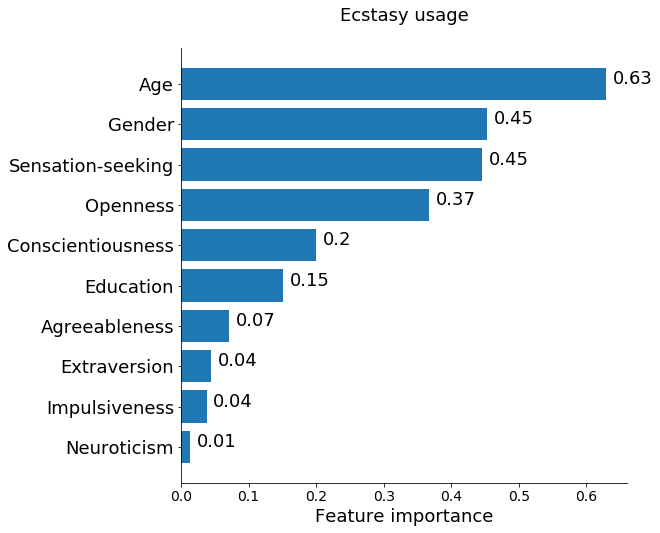 Ecstasy usage
Age 0.63
Gender 0.45
Sensation-seeking 0.45
Openness 0.37
Conscientiousness 0.2
Education 0.15
Agreeableness 0.07
Extraversion 0.04
Impulsiveness 0.04
Neuroticism 0.01
0.0 0.1 0.2 0.3 0.4 0.5 0.6
Feature importance